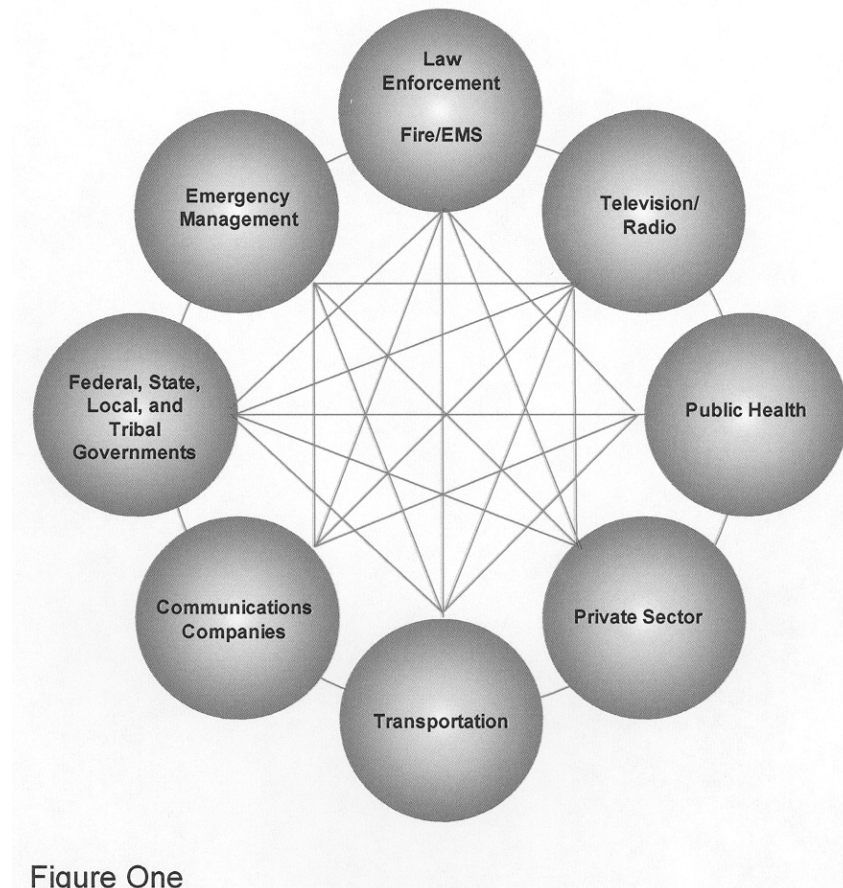 Law
Enforcement
Fire/EMS
Emergency
Management
Television/
Radio
Federal, State,
Local, and
Tribal
Governments
Public Health
Communications
Companies
Private Sector
Transportation
Figure One